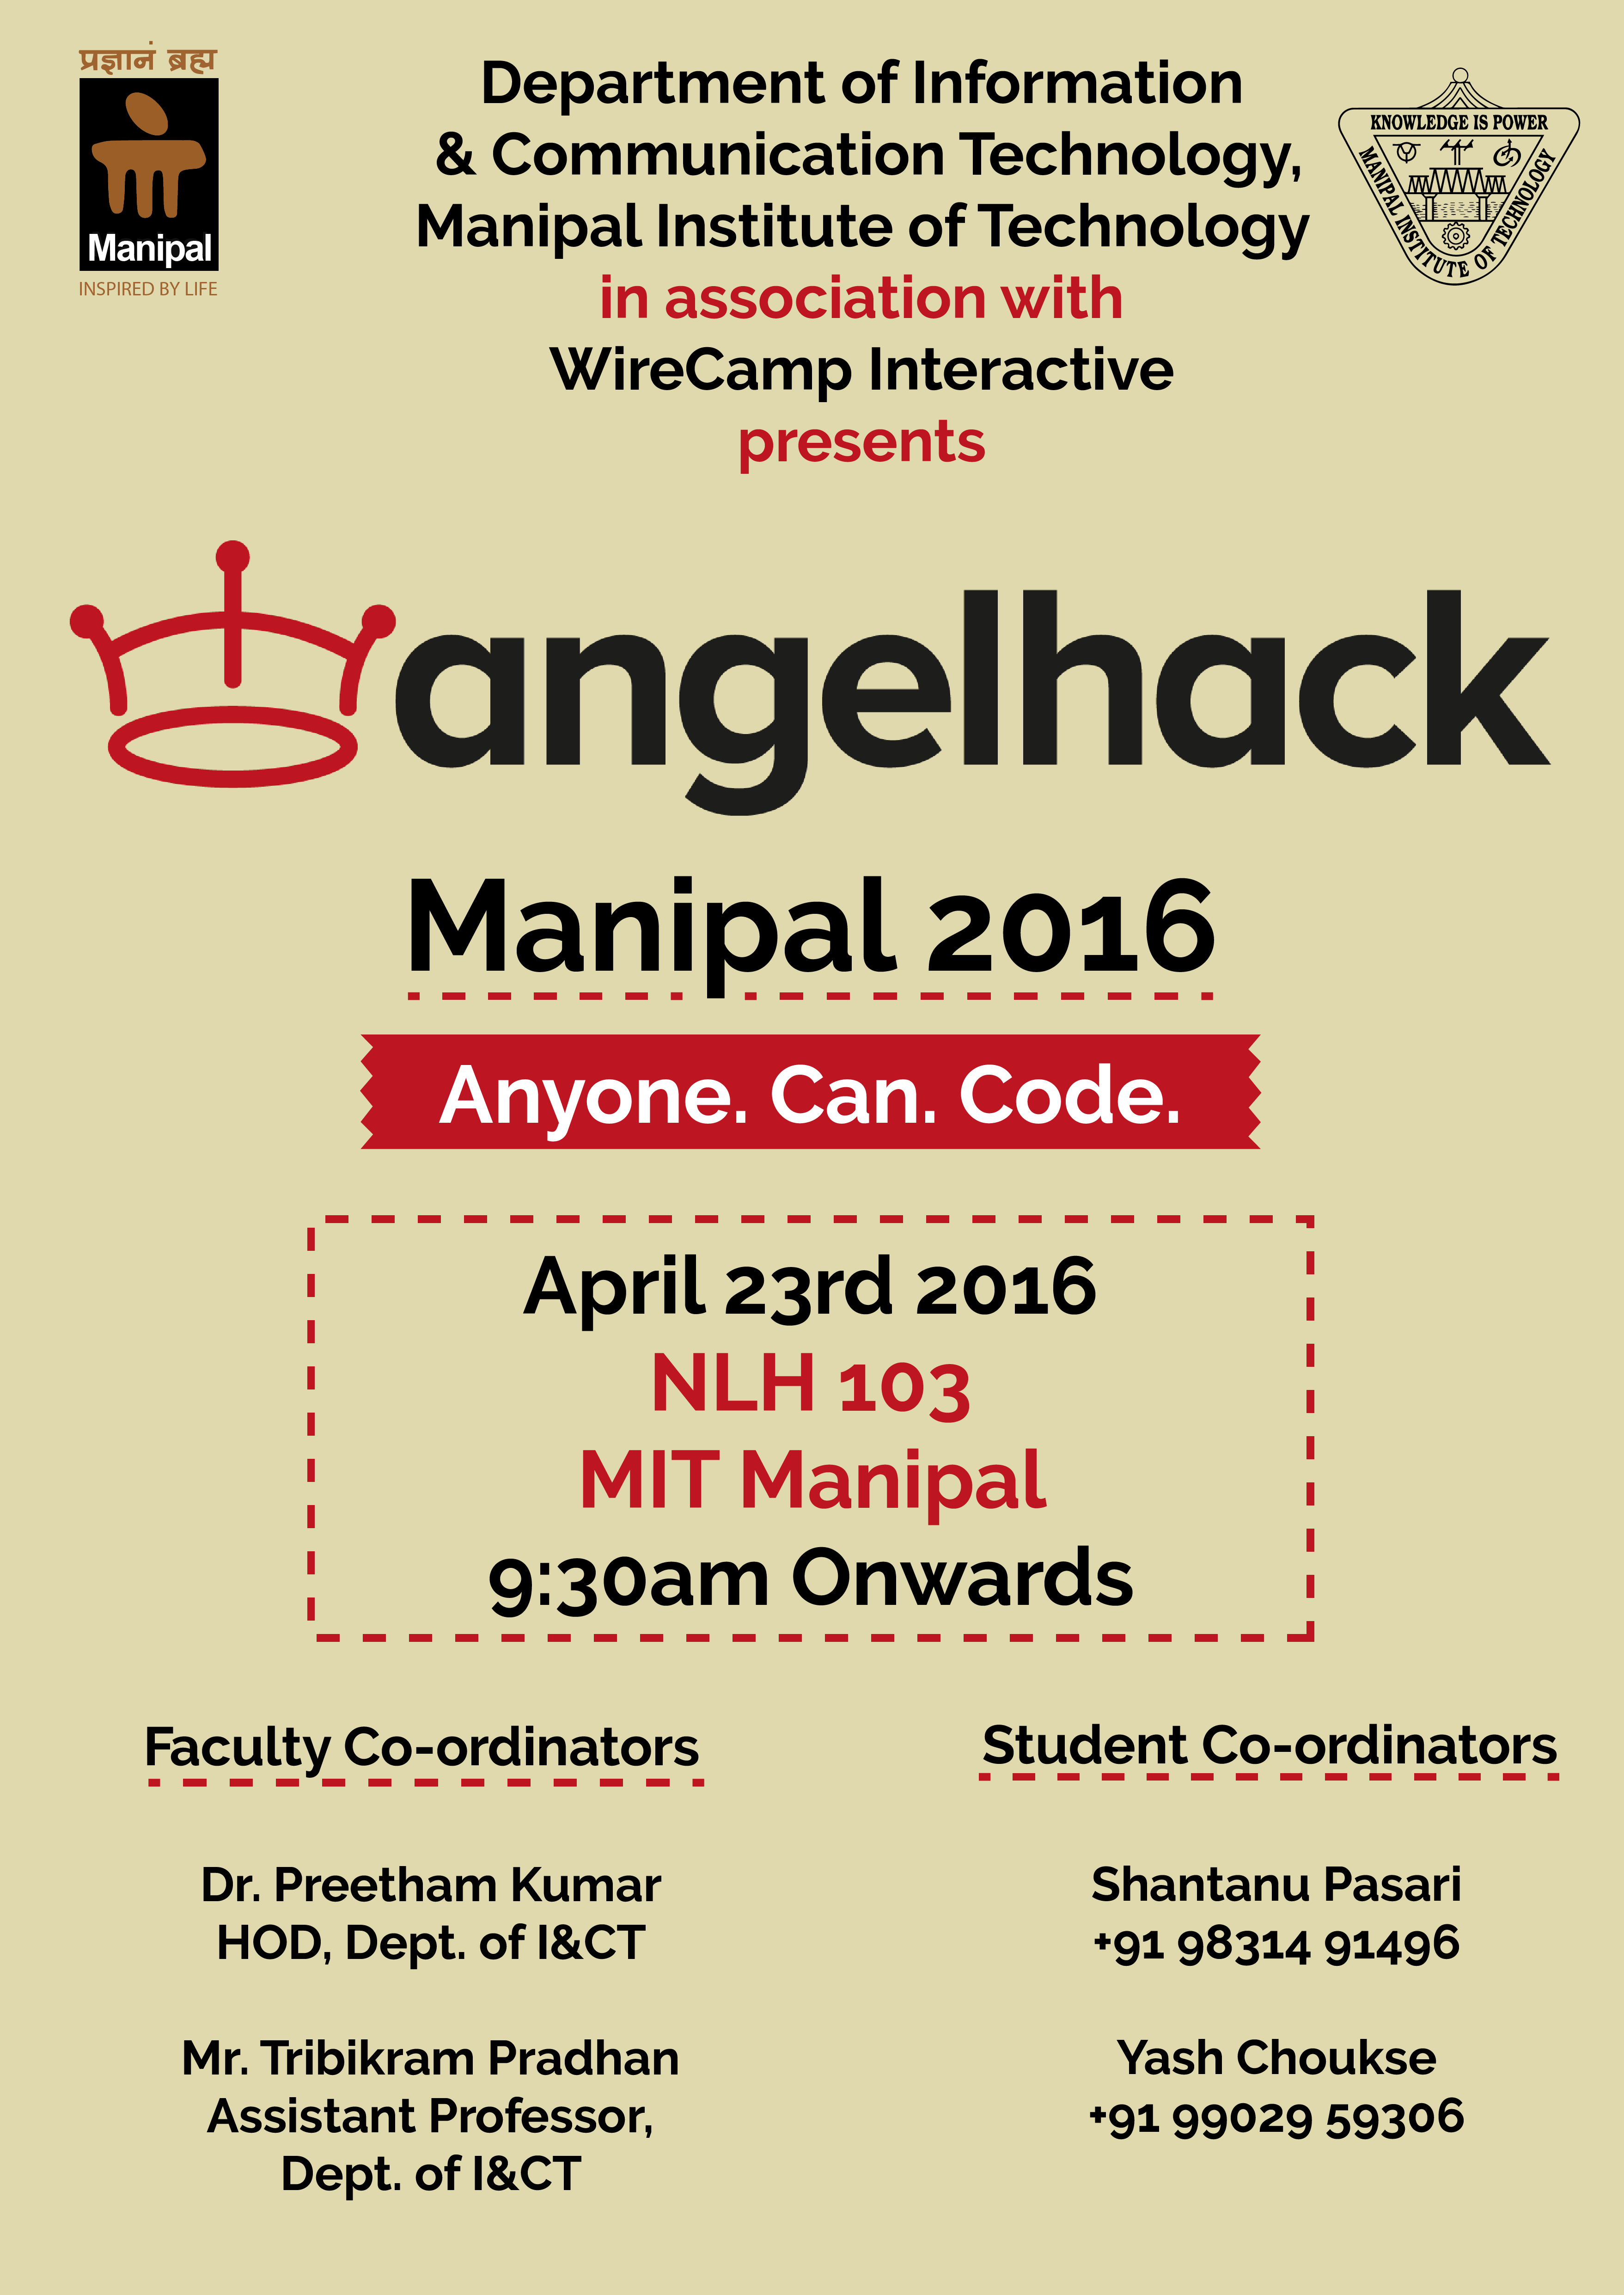 प्रज्ञानं ब्रह्म
Manipal
INSPIRED BY LIFE
Department of Information
& Communication Technology,
Manipal Institute of Technology
in association with
WireCamp Interactive
presents
KNOWLEDGE IS POWER
MANIPAL INSTITUTE OF TECHNOLOGY
angelhack
Manipal 2016
Anyone. Can. Code.
April 23rd 2016
NLH 103
MIT Manipal
9:30am Onwards
Faculty Co-ordinators
Dr. Preetham Kumar
HOD, Dept. of I&CT
Mr. Tribikram Pradhan
Assistant Professor,
Dept. of I&CT
Student Co-ordinators
Shantanu Pasari
+91 98314 91496
Yash Choukse
+91 99029 59306